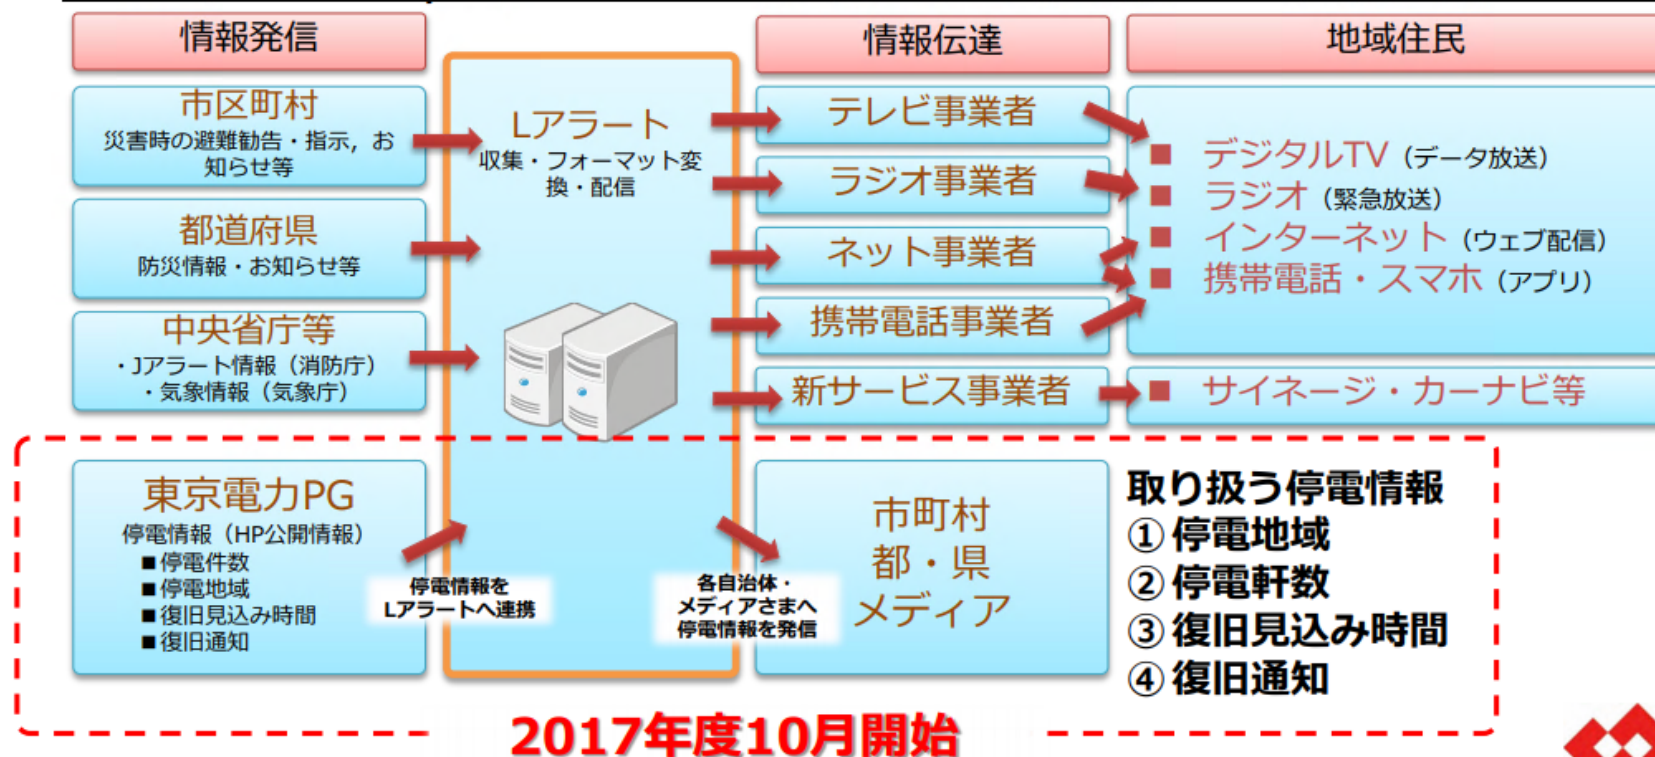 情報発信
市区町村
災害時の避難勧告・指示，お
知らせ等
都道府県
防災情報・お知らせ等
中央省庁等
・Jアラート情報（消防庁）
・気象情報（気象庁）
Lアラート
収集・フォーマット変
換・配信
情報伝達
テレビ事業者
ラジオ事業者
ネット事業者
携帯電話事業者
新サービス事業者
地域住民
■ デジタルTV（データ放送）
■ ラジオ（緊急放送）
■ インターネット（ウェブ配信）
■ 携帯電話・スマホ（アプリ）
■ サイネージ・カーナビ等
東京電力PG
停電情報（HP公開情報）
■停電件数
■停電地域
■復旧見込み時間
■復旧通知
停電情報を
Lアラートへ連携
各自治体・
メディアさまへ
停電情報を発信
市町村
都・県
メディア
取り扱う停電情報
①停電地域
②停電軒数
③復旧見込み時間
④復旧通知
2017年度10月開始